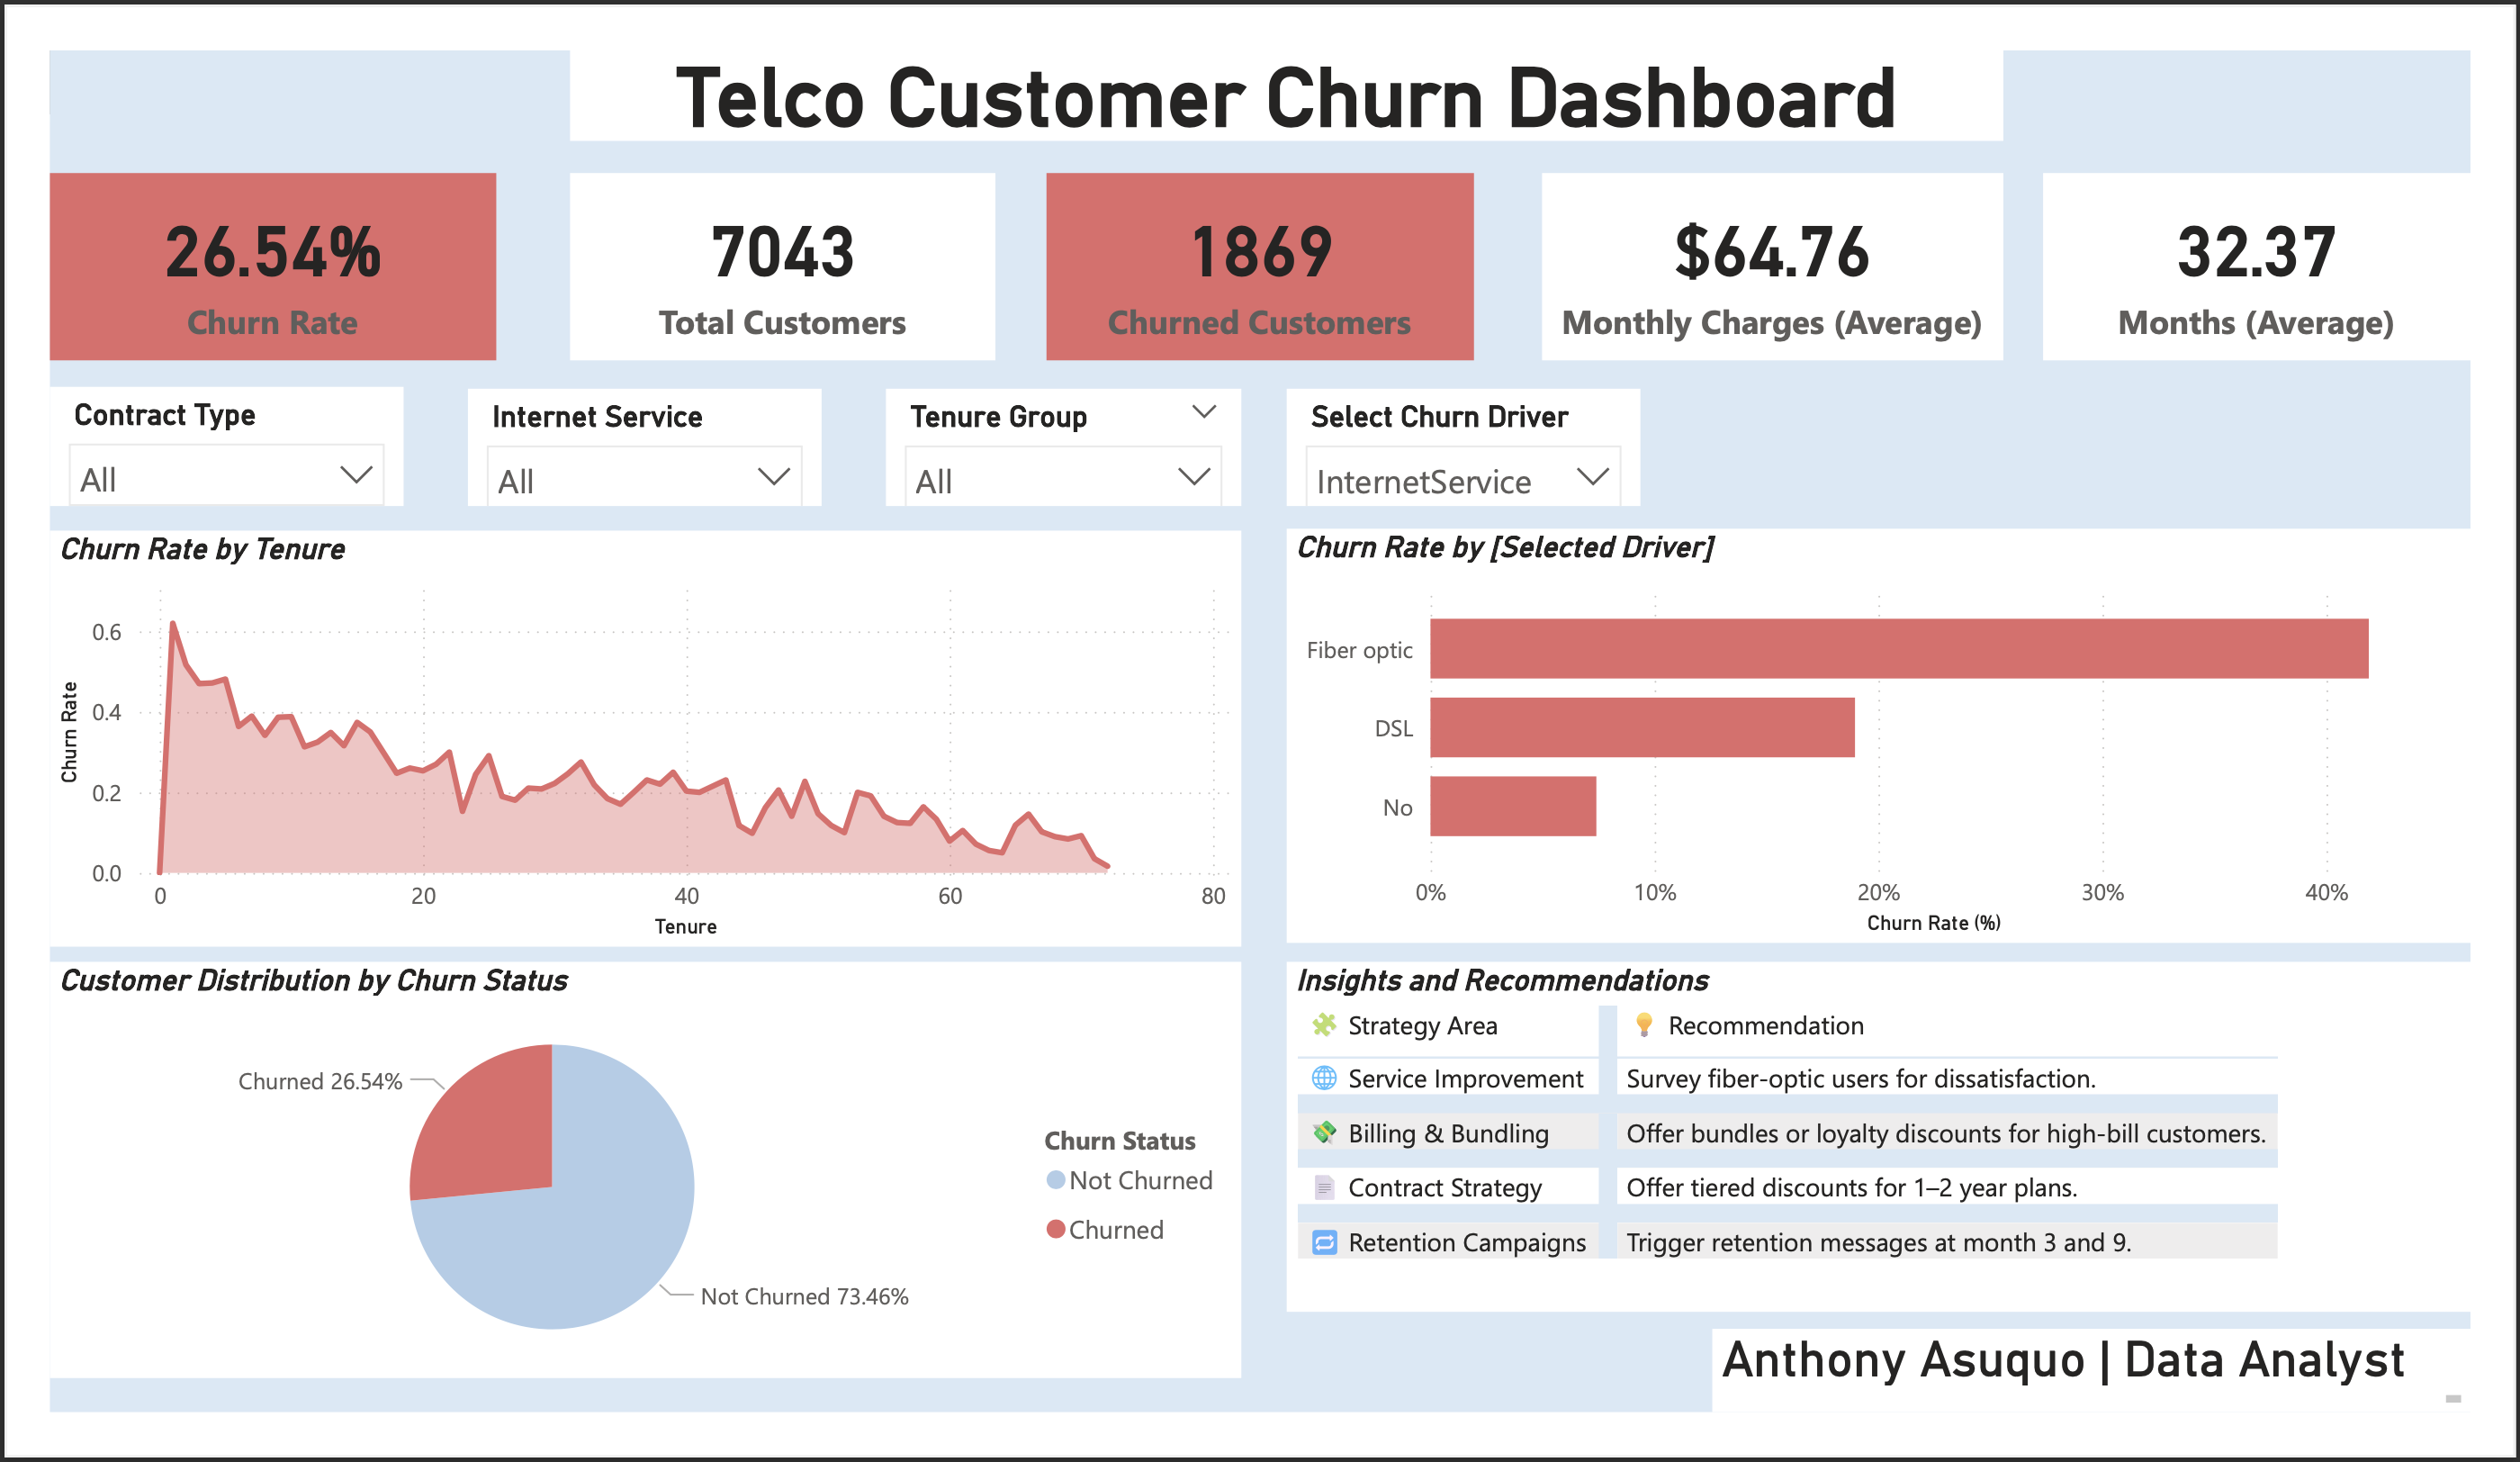 Telco Customer Churn Dashboard
26.54%
Churn Rate
7043
Total Customers
1869
Churned Customers
$64.76
Monthly Charges (Average)
32.37
Months (Average)
Contract Type
All
Internet Service
All
Tenure Group
All
Select Churn Driver
InternetService
Churn Rate by Tenure
Churn Rate
0.6
0.4
0.2
0.0
0
20
40
60
80
Tenure
Churn Rate by [Selected Driver]
Fiber optic
DSL
No
0%
10%
20%
30%
40%
Churn Rate (%)
Customer Distribution by Churn Status
Churned 26.54%
Not Churned 73.46%
Churn Status
Not Churned
Churned
Insights and Recommendations
Strategy Area
Recommendation
Service Improvement
Survey fiber-optic users for dissatisfaction.
Billing & Bundling
Offer bundles or loyalty discounts for high-bill customers.
Contract Strategy
Offer tiered discounts for 1–2 year plans.
Retention Campaigns
Trigger retention messages at month 3 and 9.
Anthony Asuquo | Data Analyst